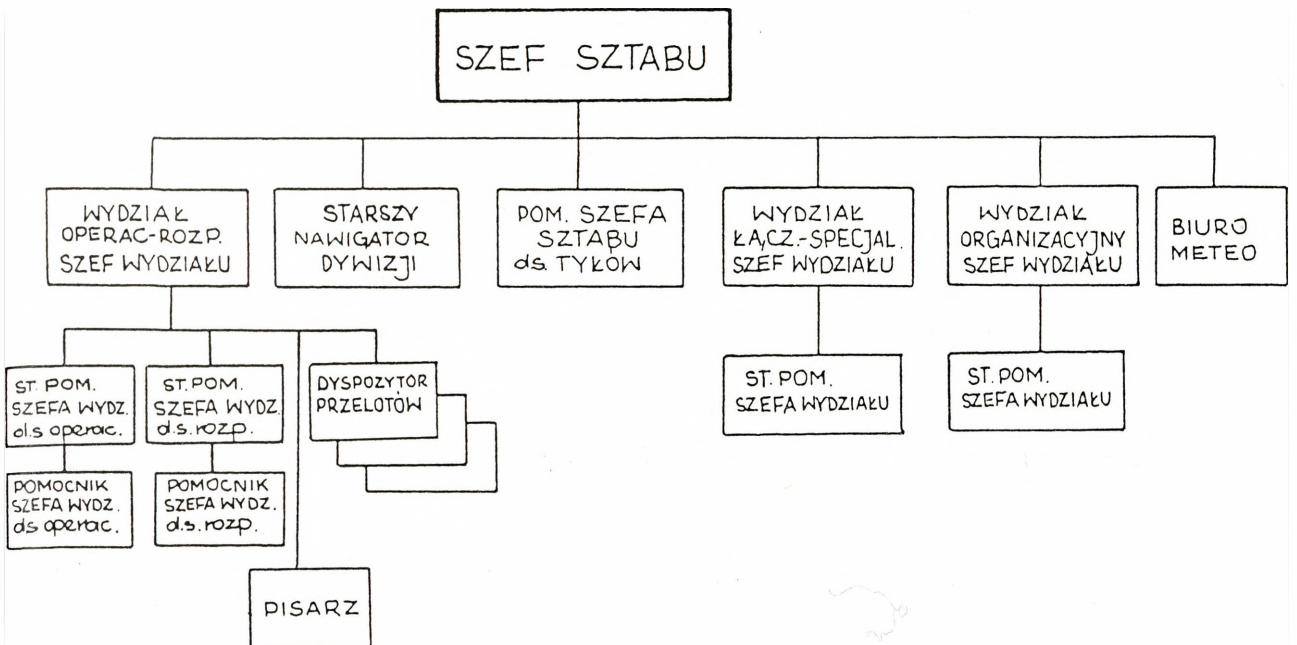 SZEF SZTABU
WYDZIAŁ
OPERAC-ROZP.
SZEF WYDZIAŁU
STARSZY
NAWIGATOR
DYWIZJI
POM. SZEFA
SZTABU
ds. TYŁÓW
WYDZIAŁ
ŁĄCZ.-SPECJAL.
SZEF WYDZIAŁU
WYDZIAŁ
ORGANIZACYJNY
SZEF WYDZIAŁU
BIURO
METEO
ST. POM.
SZEFA WYDZ.
d.s operac.
ST. POM.
SZEFA WYDZ.
d.s. rozp.
DYSPOZYTOR
PRZELOTÓW
ST. POM.
SZEFA WYDZIAŁU
ST. POM.
SZEFA WYDZIAŁU
POMOCNIK
SZEFA WYDZ.
ds operac.
POMOCNIK
SZEFA WYDZ.
d.s. rozp.
PISARZ